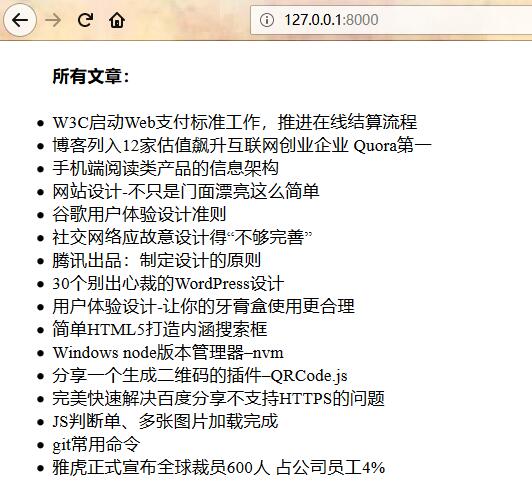 127.0.0.1:8000
所有文章：
W3C启动Web支付标准工作，推进在线结算流程
博客列入12家估值飙升互联网创业企业 Quora第一
手机端阅读类产品的信息架构
网站设计-不只是门面漂亮这么简单
谷歌用户体验设计准则
社交网络应故意设计得“不够完善”
腾讯出品：制定设计的原则
30个别出心裁的WordPress设计
用户体验设计-让你的牙膏盒使用更合理
简单HTML5打造内涵搜索框
Windows node版本管理器–nvm
分享一个生成二维码的插件–QRCode.js
完美快速解决百度分享不支持HTTPS的问题
JS判断单、多张图片加载完成
git常用命令
雅虎正式宣布全球裁员600人 占公司员工4%